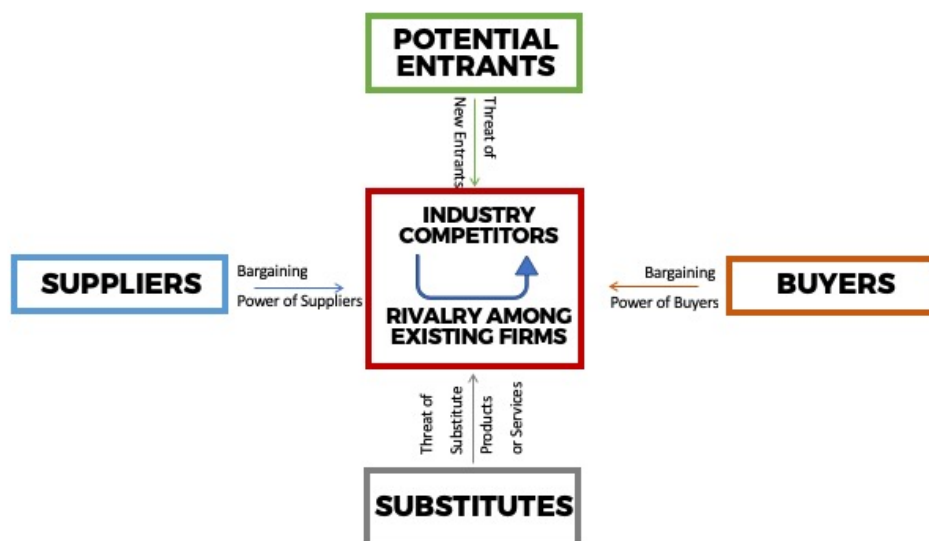 POTENTIAL
ENTRANTS
Threat of
New Entrants
INDUSTRY
COMPETITORS
SUPPLIERS
Bargaining
Power of Suppliers
Bargaining
Power of Buyers
BUYERS
RIVALRY AMONG
EXISTING FIRMS
Threat of
Substitute
Products
or Services
SUBSTITUTES